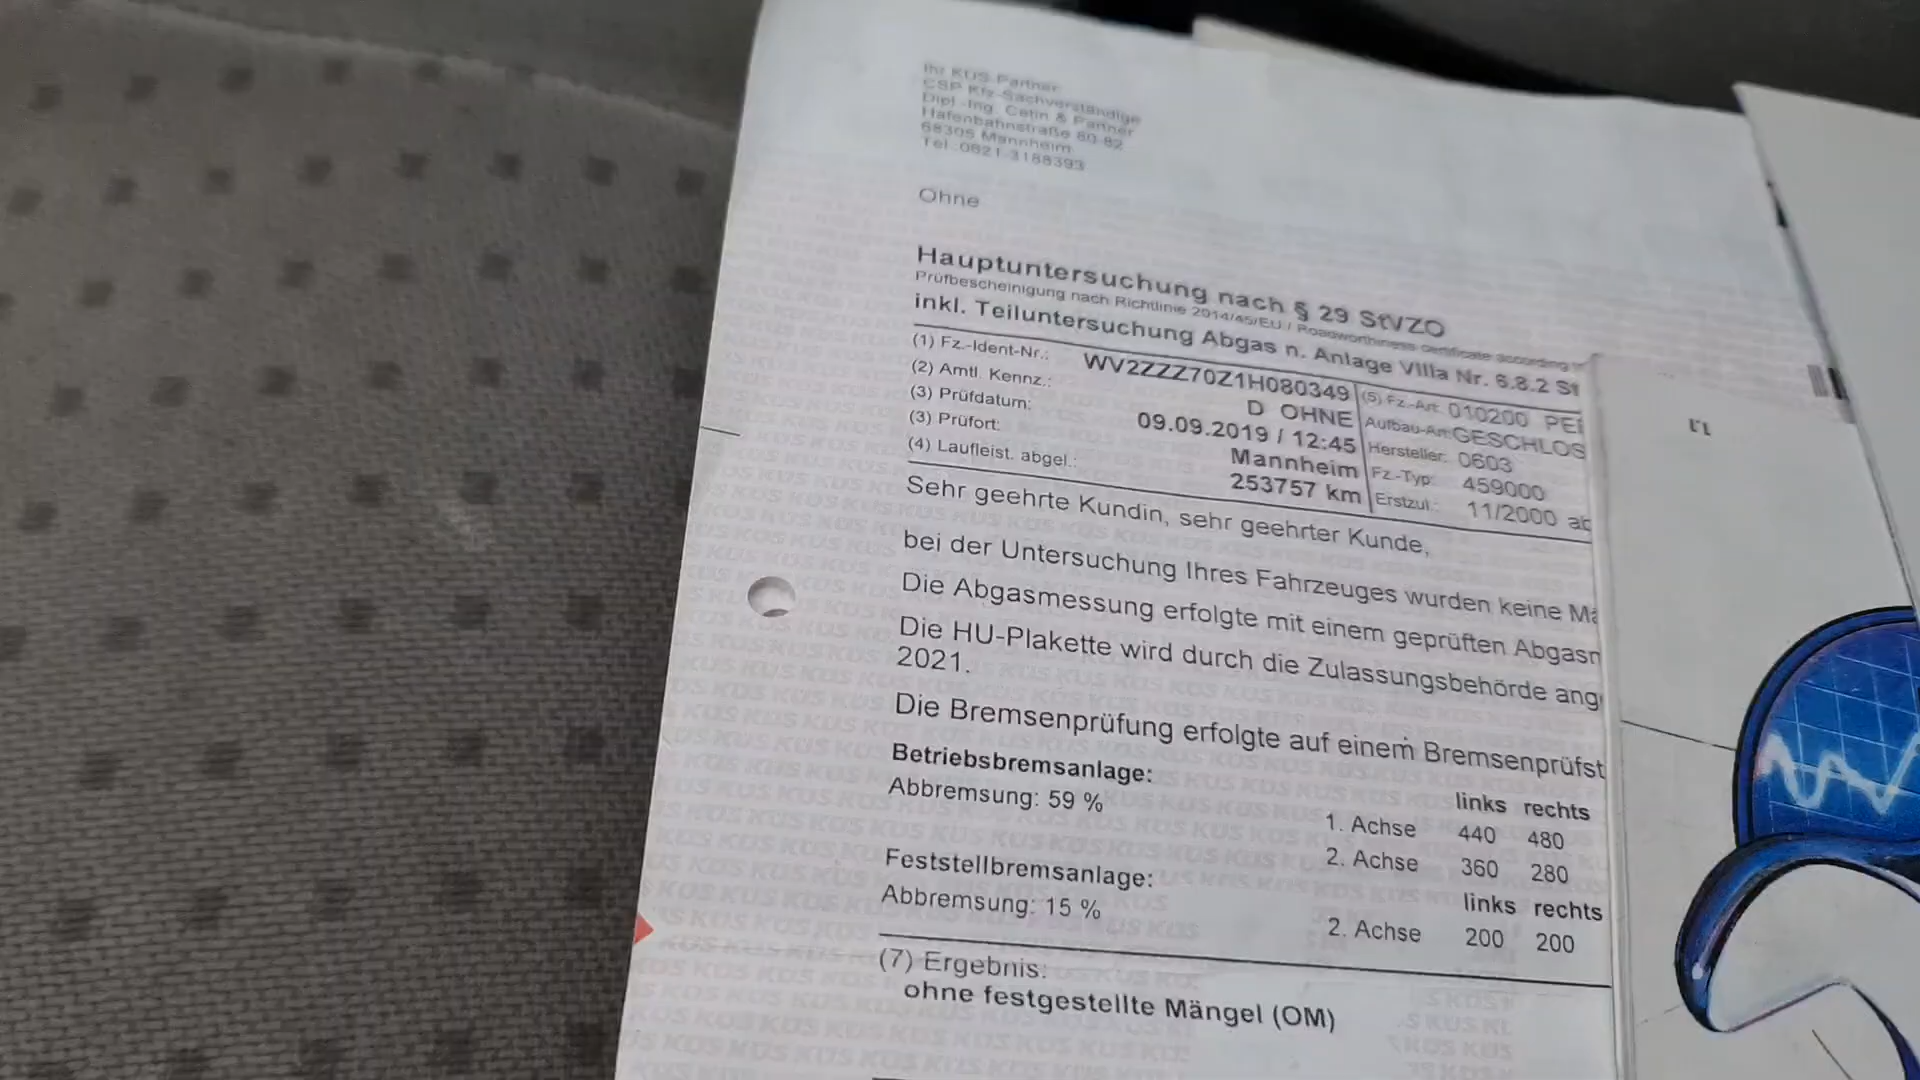 Ihr KÜS-Partner
CSP Kfz-Sachverständige
Dipl.-Ing. Cetin & Partner
Hafenbahnstraße 80-82
68305 Mannheim
Tel.:0621-3188393
Ohne
Hauptuntersuchung nach § 29 StVZO
Prüfbescheinigung nach Richtlinie 2014/45/EU / Roadworthiness certificate according
inkl. Teiluntersuchung Abgas n. Anlage VIIIa Nr. 6.8.2 St
(1) Fz.-Ident-Nr.: WV2ZZZ70Z1H080349 (5) Fz.-Art: 010200 PE
(2) Amtl. Kennz.: D OHNE Aufbau-Art: GESCHLOS
(3) Prüfdatum: 09.09.2019 / 12:45 Hersteller: 0603
(3) Prüfort: Mannheim Fz.-Typ: 459000
(4) Laufleist. abgel.: 253757 km Erstzul.: 11/2000 ab
Sehr geehrte Kundin, sehr geehrter Kunde,
bei der Untersuchung Ihres Fahrzeuges wurden keine Mä
Die Abgasmessung erfolgte mit einem geprüften Abgasm
Die HU-Plakette wird durch die Zulassungsbehörde ang
2021.
Die Bremsenprüfung erfolgte auf einem Bremsenprüfst
Betriebsbremsanlage: links rechts
Abbremsung: 59 % 1. Achse 440 480
2. Achse 360 280
Feststellbremsanlage: links rechts
Abbremsung: 15 % 2. Achse 200 200
(7) Ergebnis:
ohne festgestellte Mängel (OM)